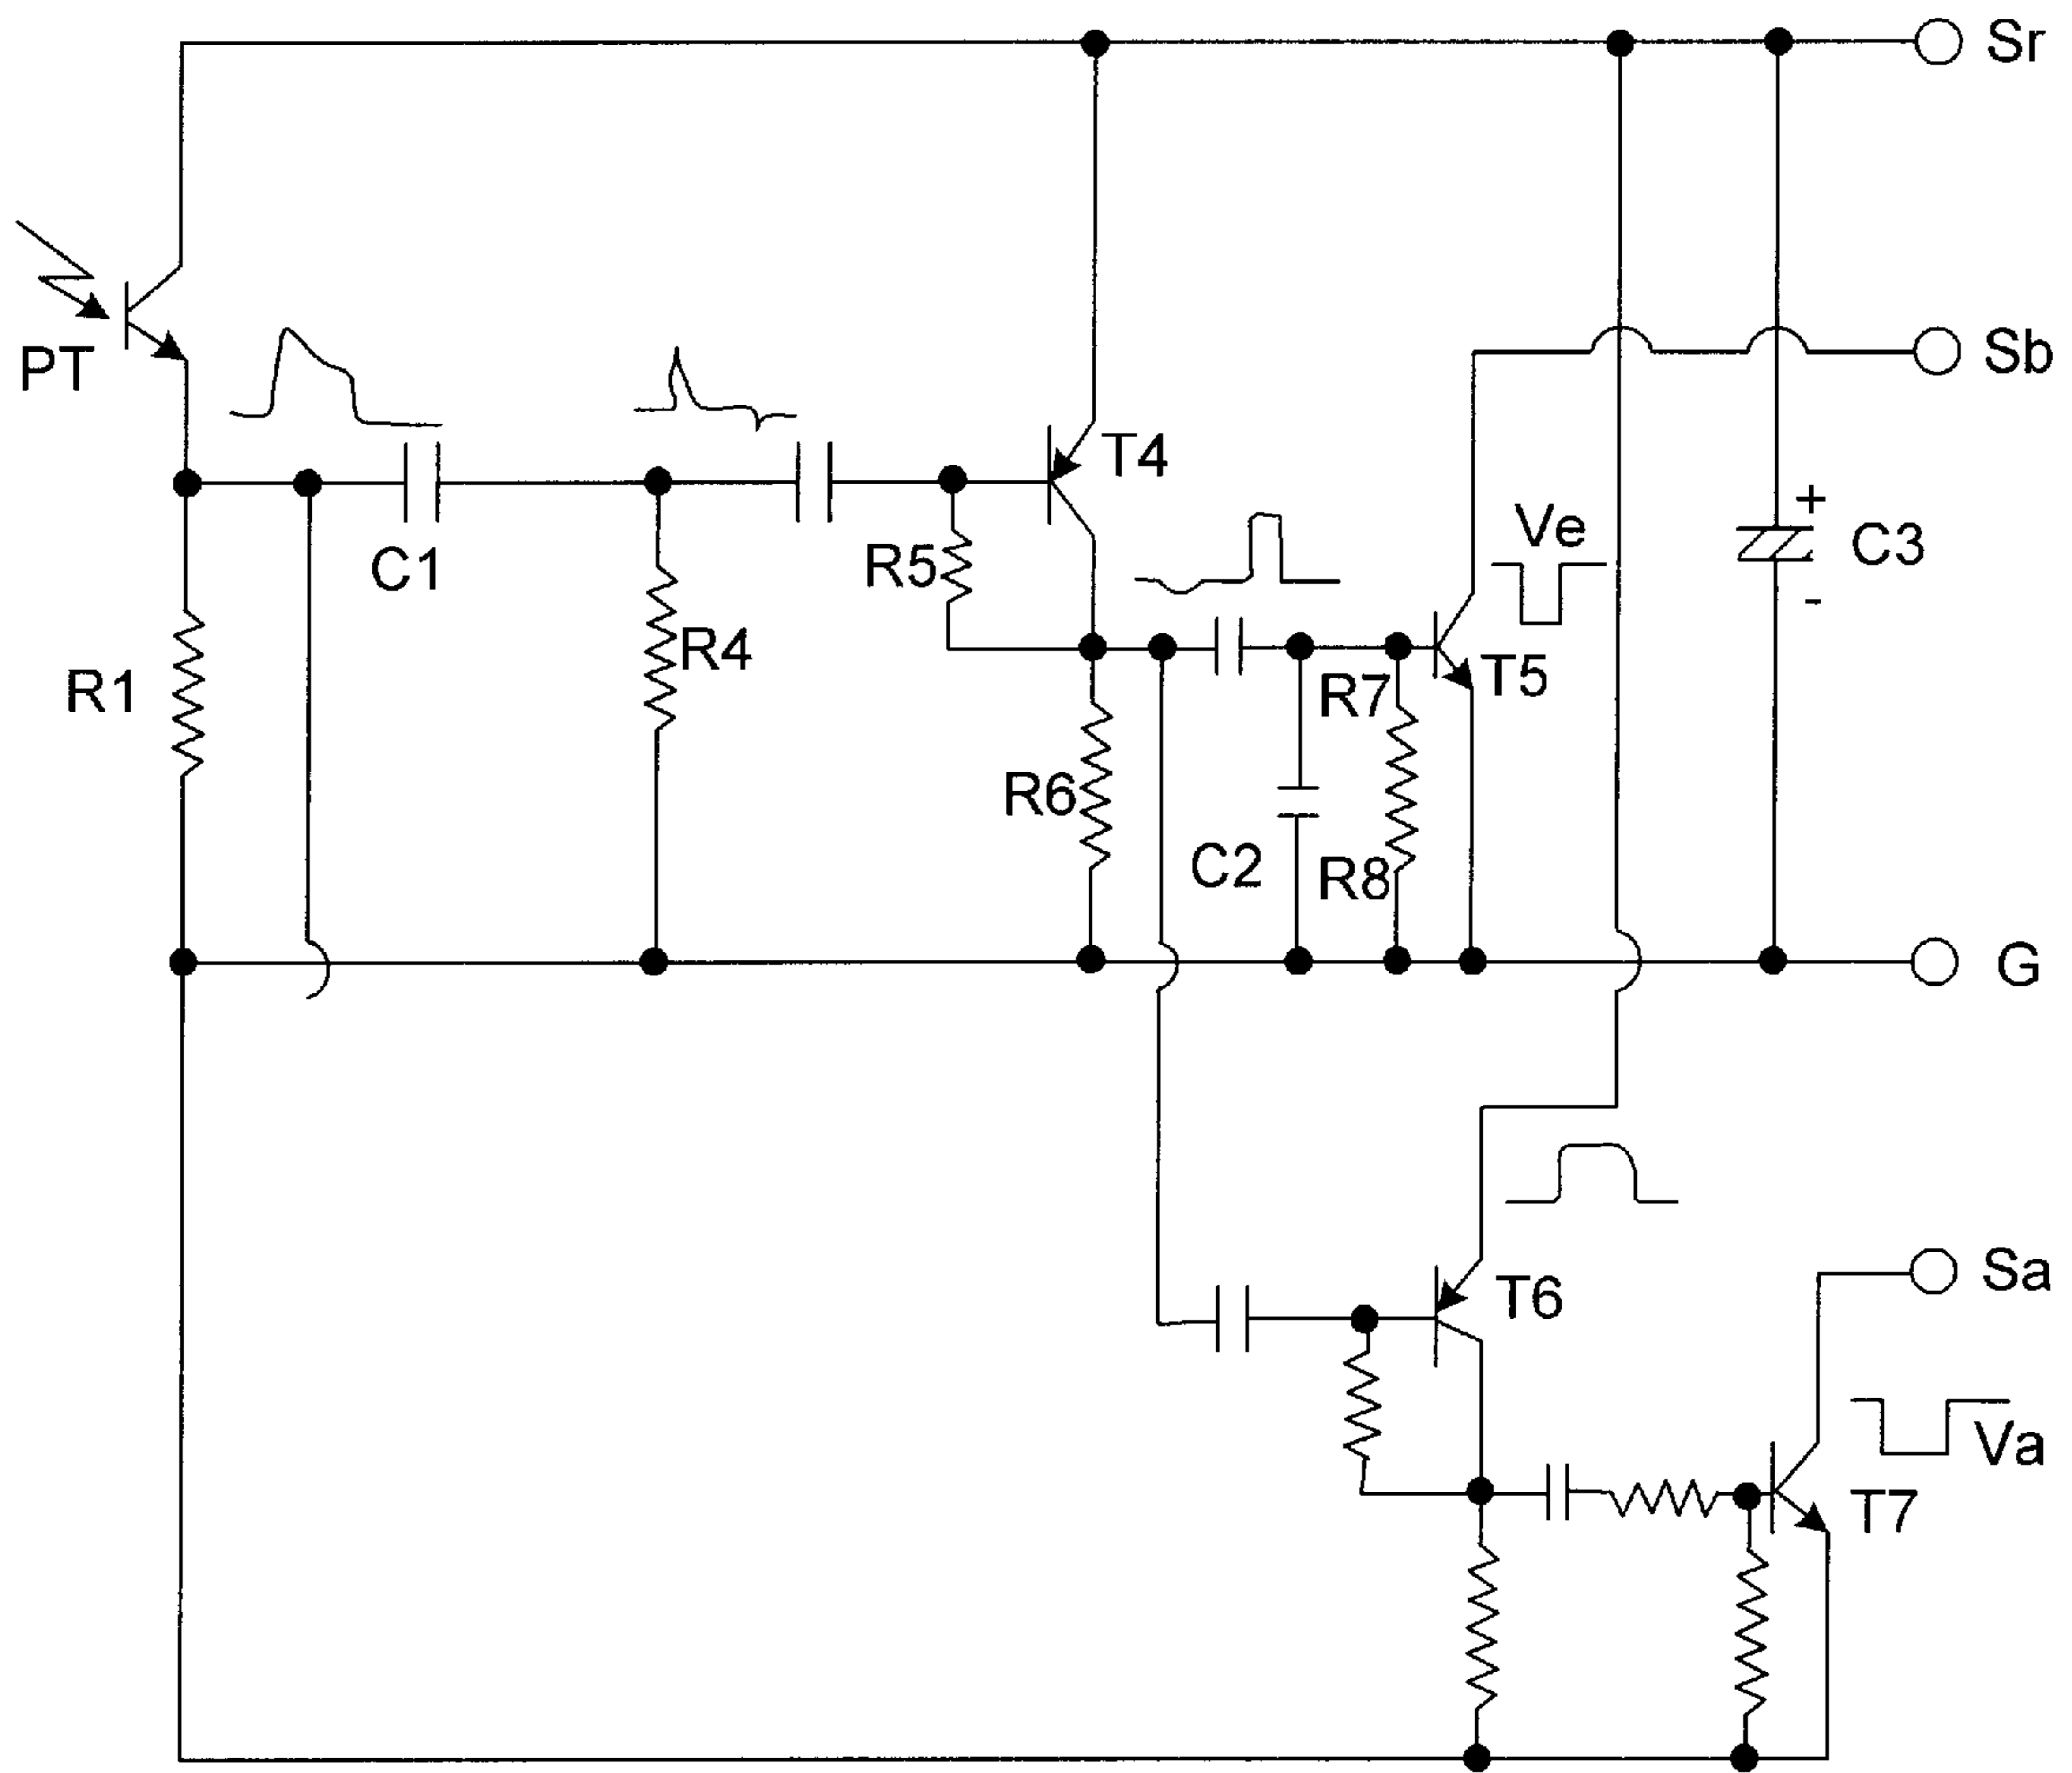 Sr
Sb
PT
T4
Ve
+
C3
-
C1
R5
R4
R7
T5
R1
R6
C2
R8
G
T6
Sa
Va
T7